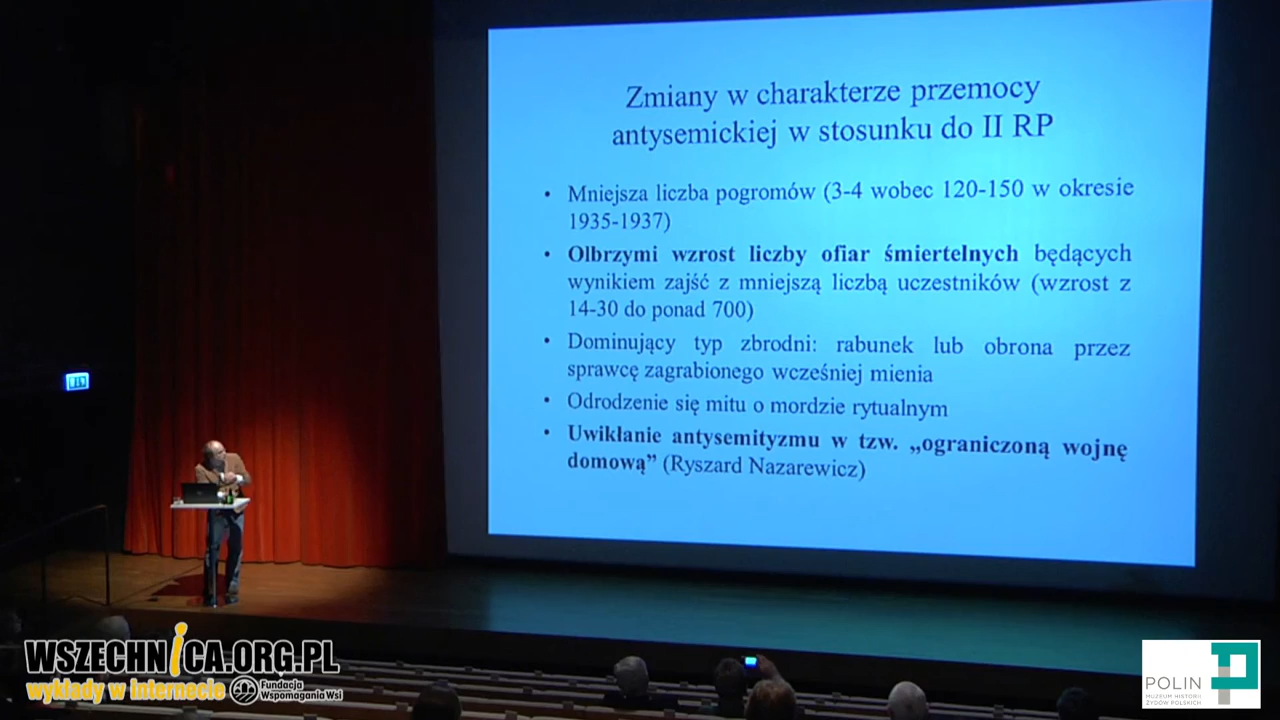 Zmiany w charakterze przemocy
antysemickiej w stosunku do II RP
• Mniejsza liczba pogromów (3-4 wobec 120-150 w okresie
1935-1937)
• Olbrzymi wzrost liczby ofiar śmiertelnych będących
wynikiem zajść z mniejszą liczbą uczestników (wzrost z
14-30 do ponad 700)
• Dominujący typ zbrodni: rabunek lub obrona przez
sprawcę zagrabionego wcześniej mienia
• Odrodzenie się mitu o mordzie rytualnym
• Uwikłanie antysemityzmu w tzw. „ograniczoną wojnę
domową” (Ryszard Nazarewicz)
WSZECHNICA.ORG.PL
wykłady w internecie
Fundacja
Wspomagania Wsi
POLIN
MUZEUM HISTORII
ŻYDÓW POLSKICH